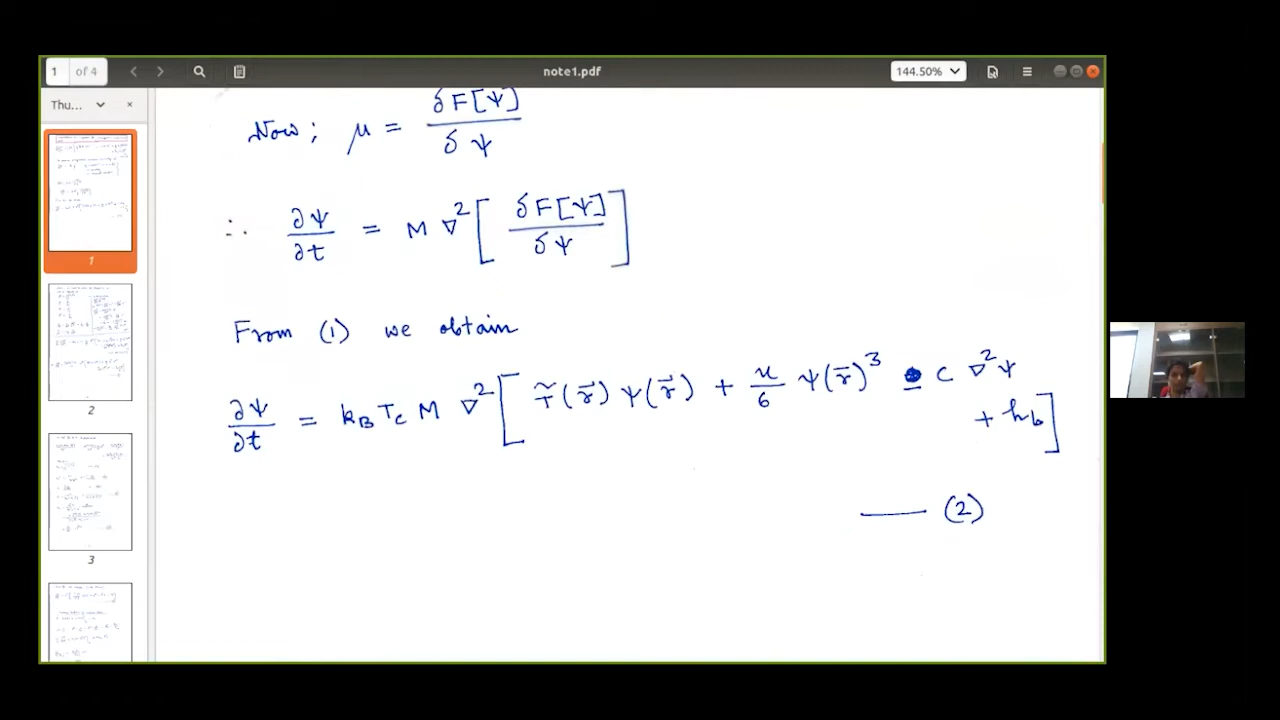 1 of 4
note1.pdf
144.50%
Thu...
Now; μ = δF[Ψ] / δΨ
∴ ∂Ψ/∂t = M ∇² [ δF[Ψ] / δΨ ]
From (1) we obtain
∂Ψ/∂t = k_B T_C M ∇² [ T̃(r⃗) Ψ(r⃗) + u/6 Ψ(r⃗)³ - C ∇²Ψ
+ h_b ]
—— (2)
1
2
3